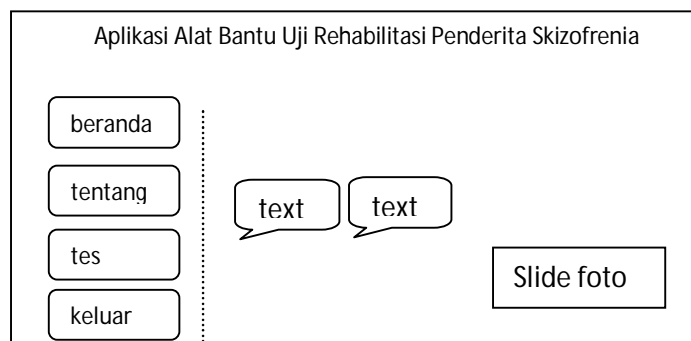 Aplikasi Alat Bantu Uji Rehabilitasi Penderita Skizofrenia
beranda
tentang
tes
keluar
text
text
Slide foto